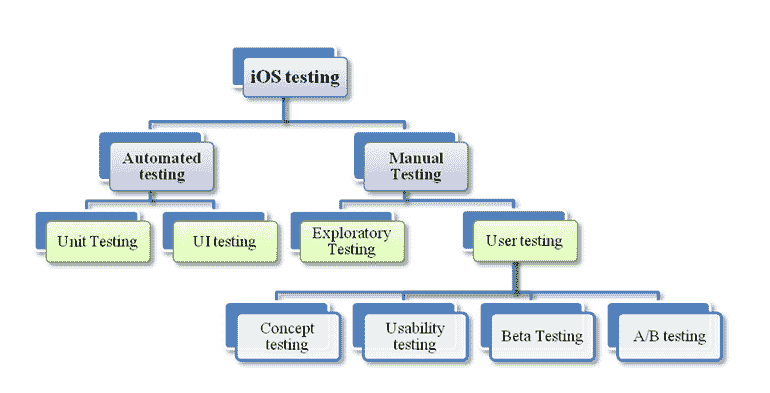 iOS testing
Automated
testing
Manual
Testing
Unit Testing
UI testing
Exploratory
Testing
User testing
Concept
testing
Usability
testing
Beta Testing
A/B testing